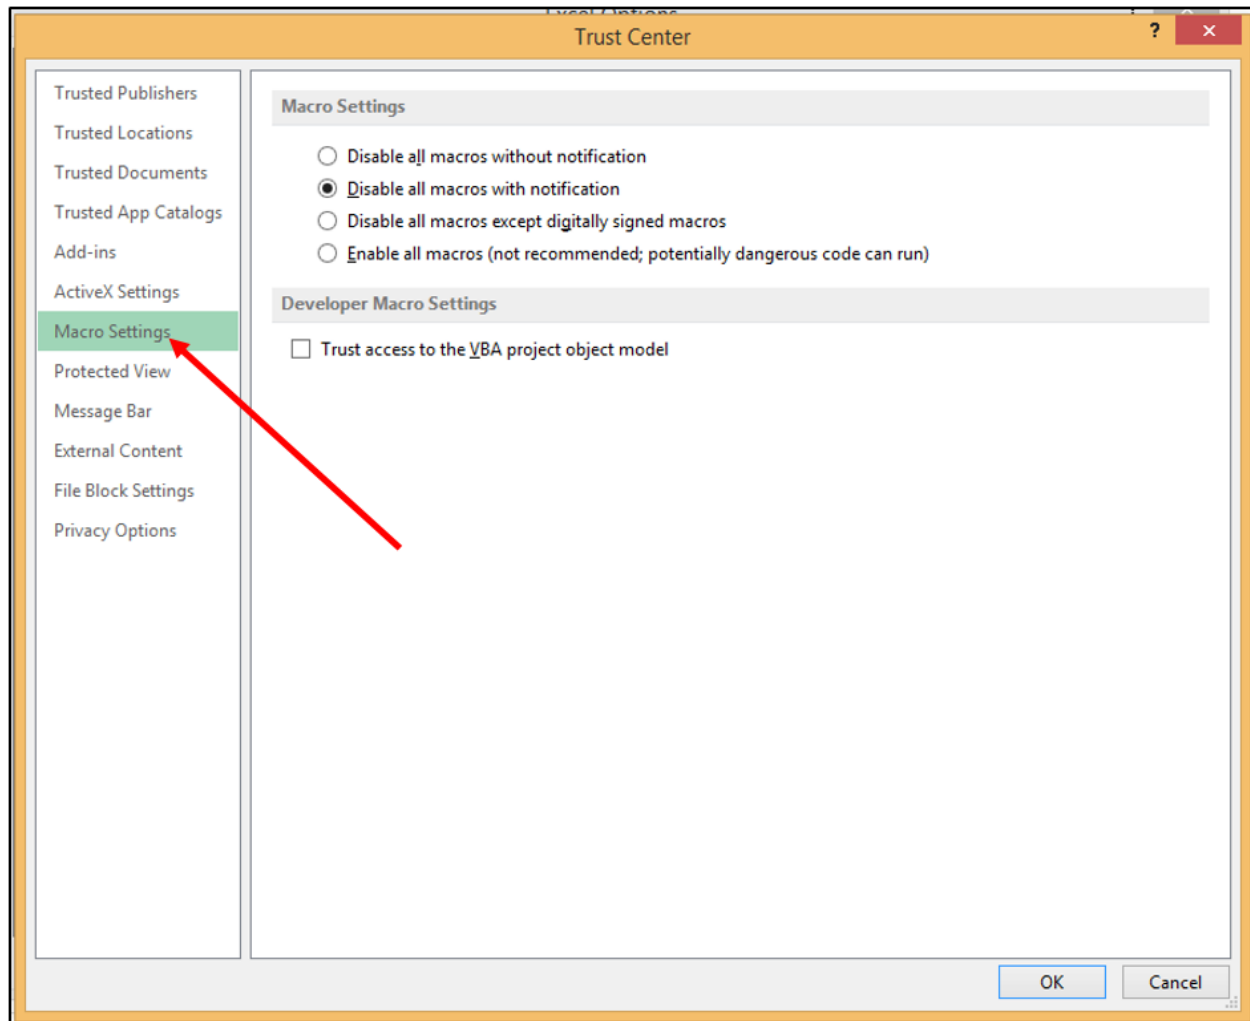 Excel Options
Trust Center
?
Trusted Publishers
Trusted Locations
Trusted Documents
Trusted App Catalogs
Add-ins
ActiveX Settings
Macro Settings
Protected View
Message Bar
External Content
File Block Settings
Privacy Options
Macro Settings
Disable all macros without notification
Disable all macros with notification
Disable all macros except digitally signed macros
Enable all macros (not recommended; potentially dangerous code can run)
Developer Macro Settings
Trust access to the VBA project object model
OK
Cancel